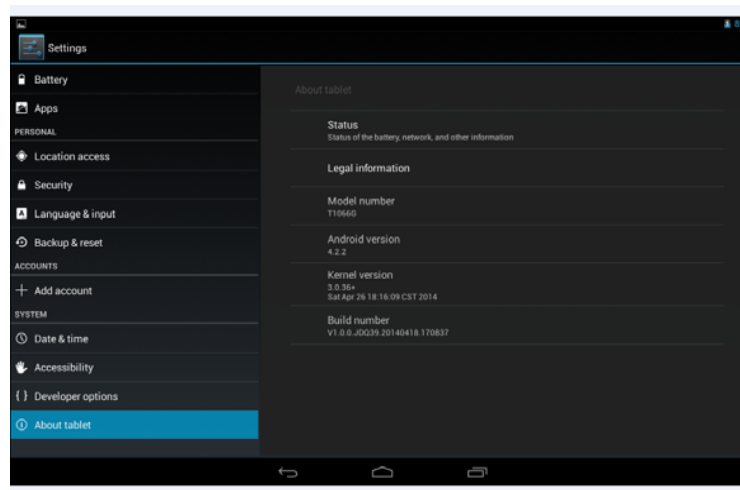 Settings
Battery
Apps
PERSONAL
Location access
Security
Language & input
Backup & reset
ACCOUNTS
Add account
SYSTEM
Date & time
Accessibility
{ } Developer options
About tablet
About tablet
Status
Status of the battery, network, and other information
Legal information
Model number
T1066G
Android version
4.2.2
Kernel version
3.0.36+
Sat Apr 26 18:16:09 CST 2014
Build number
V1.0.0.JDQ39.20140418.170837